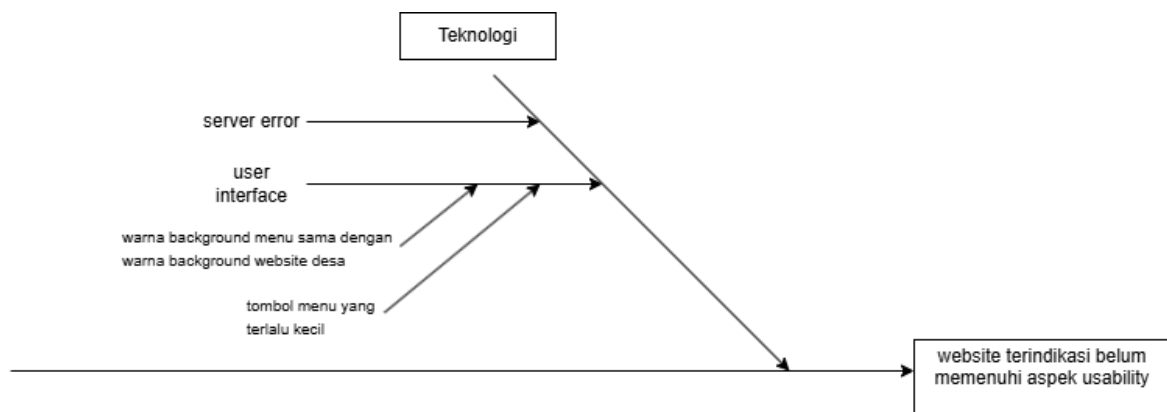 Teknologi
server error
user
interface
warna background menu sama dengan
warna background website desa
tombol menu yang
terlalu kecil
website terindikasi belum
memenuhi aspek usability